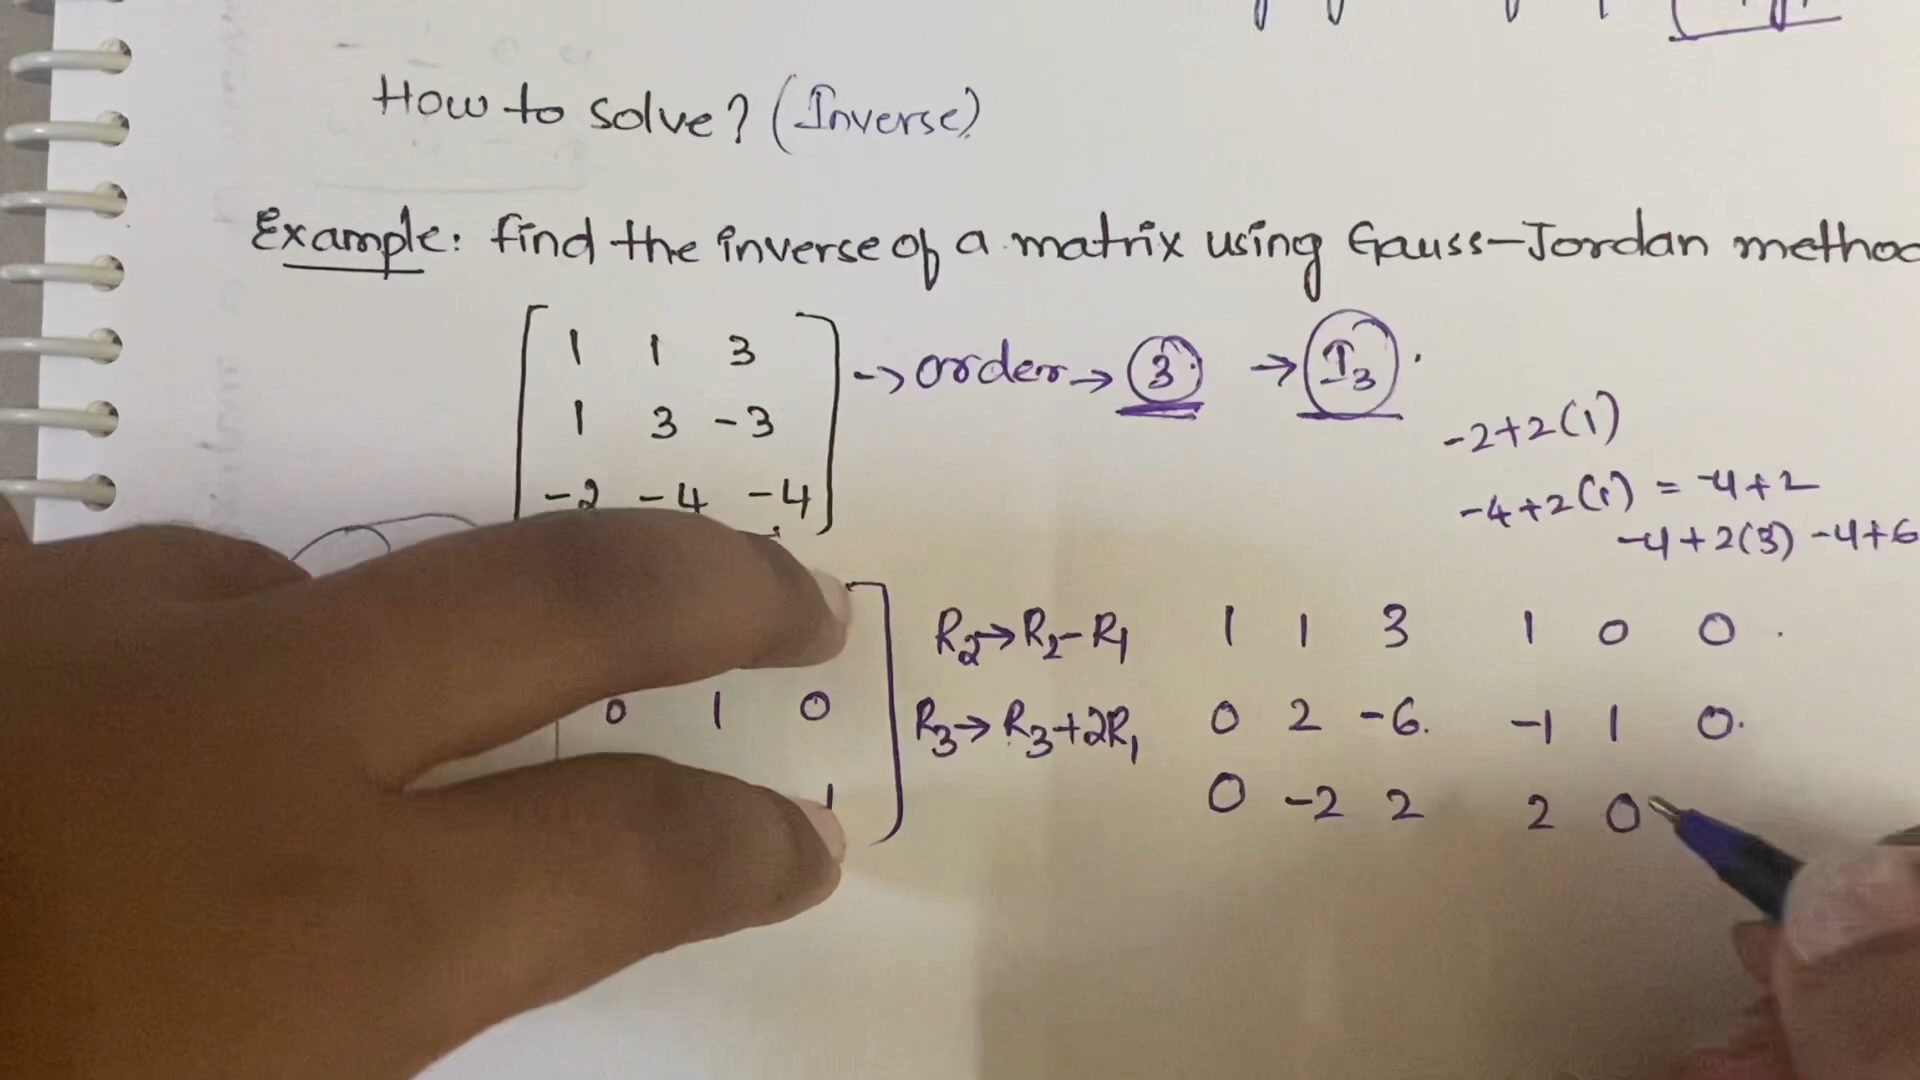 How to solve? (Inverse)
Example: find the inverse of a matrix using Gauss-Jordan method
1 1 3
1 3 -3
-2 -4 -4
-> order -> 3 -> I3 .
-2+2(1)
-4+2(1) = -4+2
-4+2(3) -4+6
R2→R2-R1 1 1 3 1 0 0 .
0 1 0 R3→R3+2R1 0 2 -6. -1 1 0.
1 0 -2 2 2 0